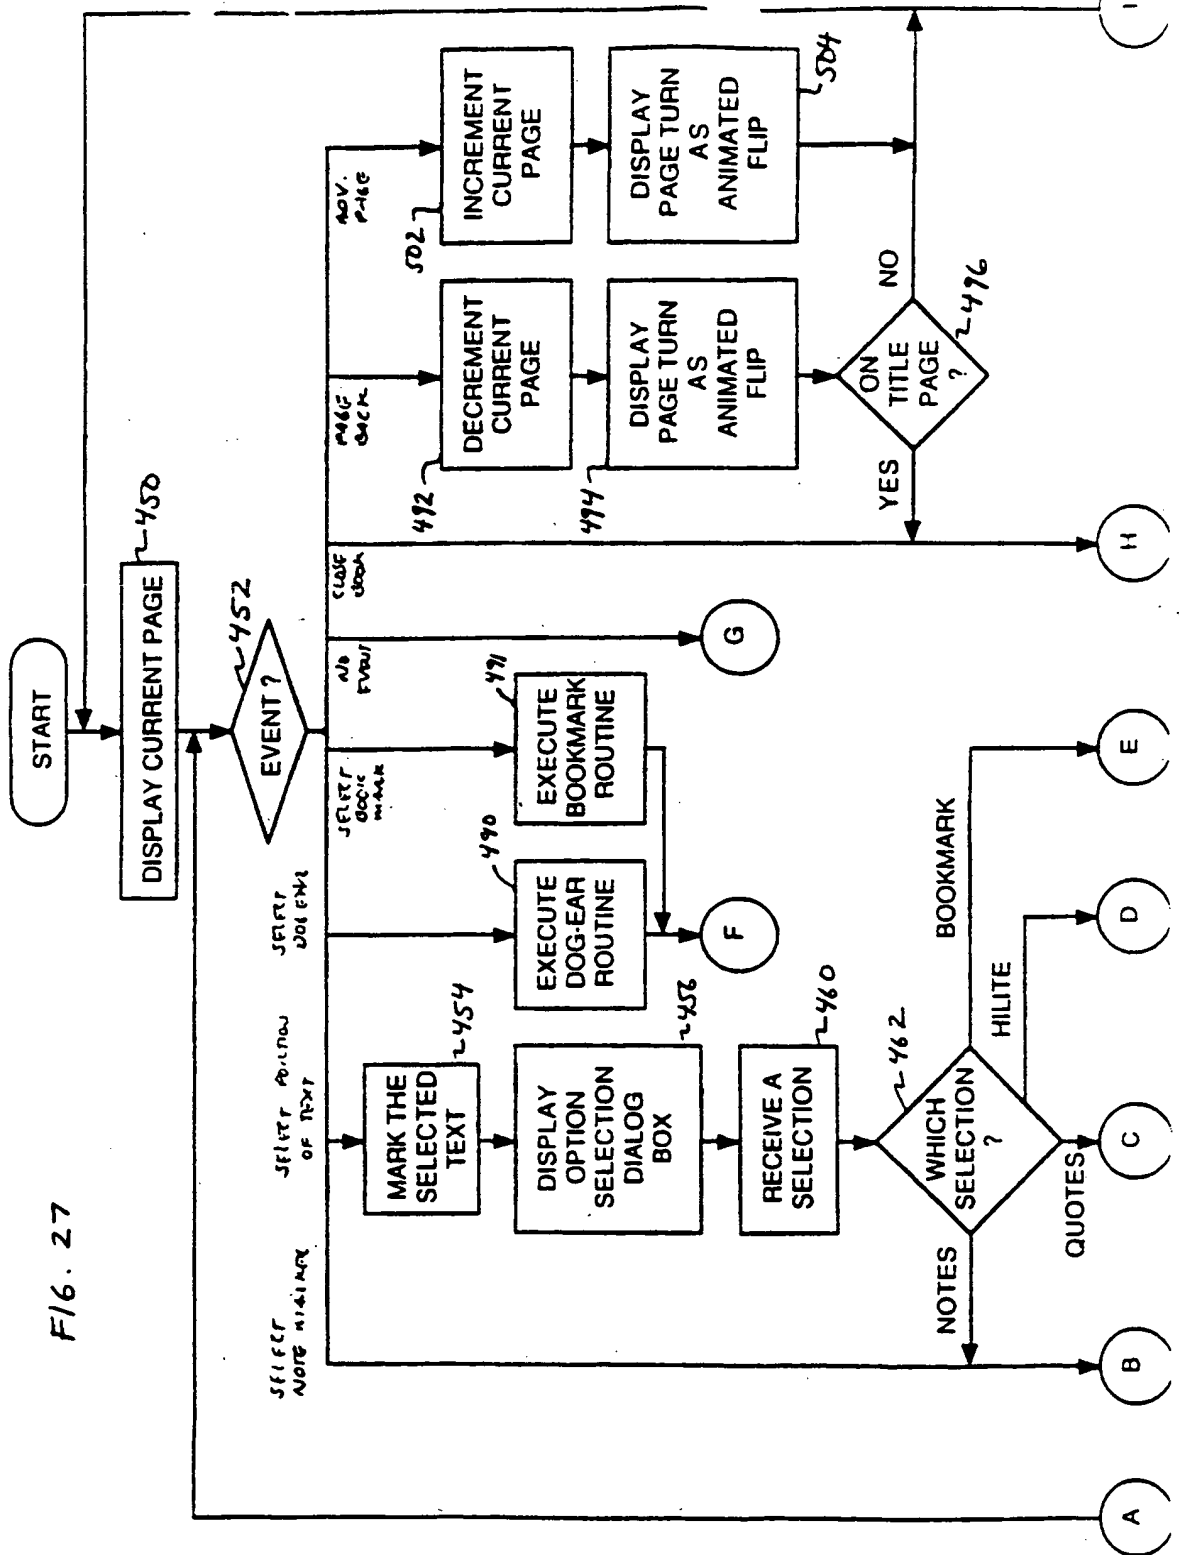 FIG. 27
START
DISPLAY CURRENT PAGE
450
EVENT?
452
SELECT
NOTE MARKER
SELECT PORTION
OF TEXT
SELECT
DOG EAR
SELECT
BOOK
MARK
NO
EVENT
CLOSE
BOOK
PAGE
BACK
ADV.
PAGE
MARK THE
SELECTED
TEXT
454
DISPLAY
OPTION
SELECTION
DIALOG
BOX
456
RECEIVE A
SELECTION
460
WHICH
SELECTION
?
462
NOTES
QUOTES
HILITE
BOOKMARK
EXECUTE
DOG-EAR
ROUTINE
490
EXECUTE
BOOKMARK
ROUTINE
491
DECREMENT
CURRENT
PAGE
492
DISPLAY
PAGE TURN
AS
ANIMATED
FLIP
494
ON
TITLE
PAGE
?
496
YES
NO
INCREMENT
CURRENT
PAGE
502
DISPLAY
PAGE TURN
AS
ANIMATED
FLIP
504
A
B
C
D
E
F
G
H
I